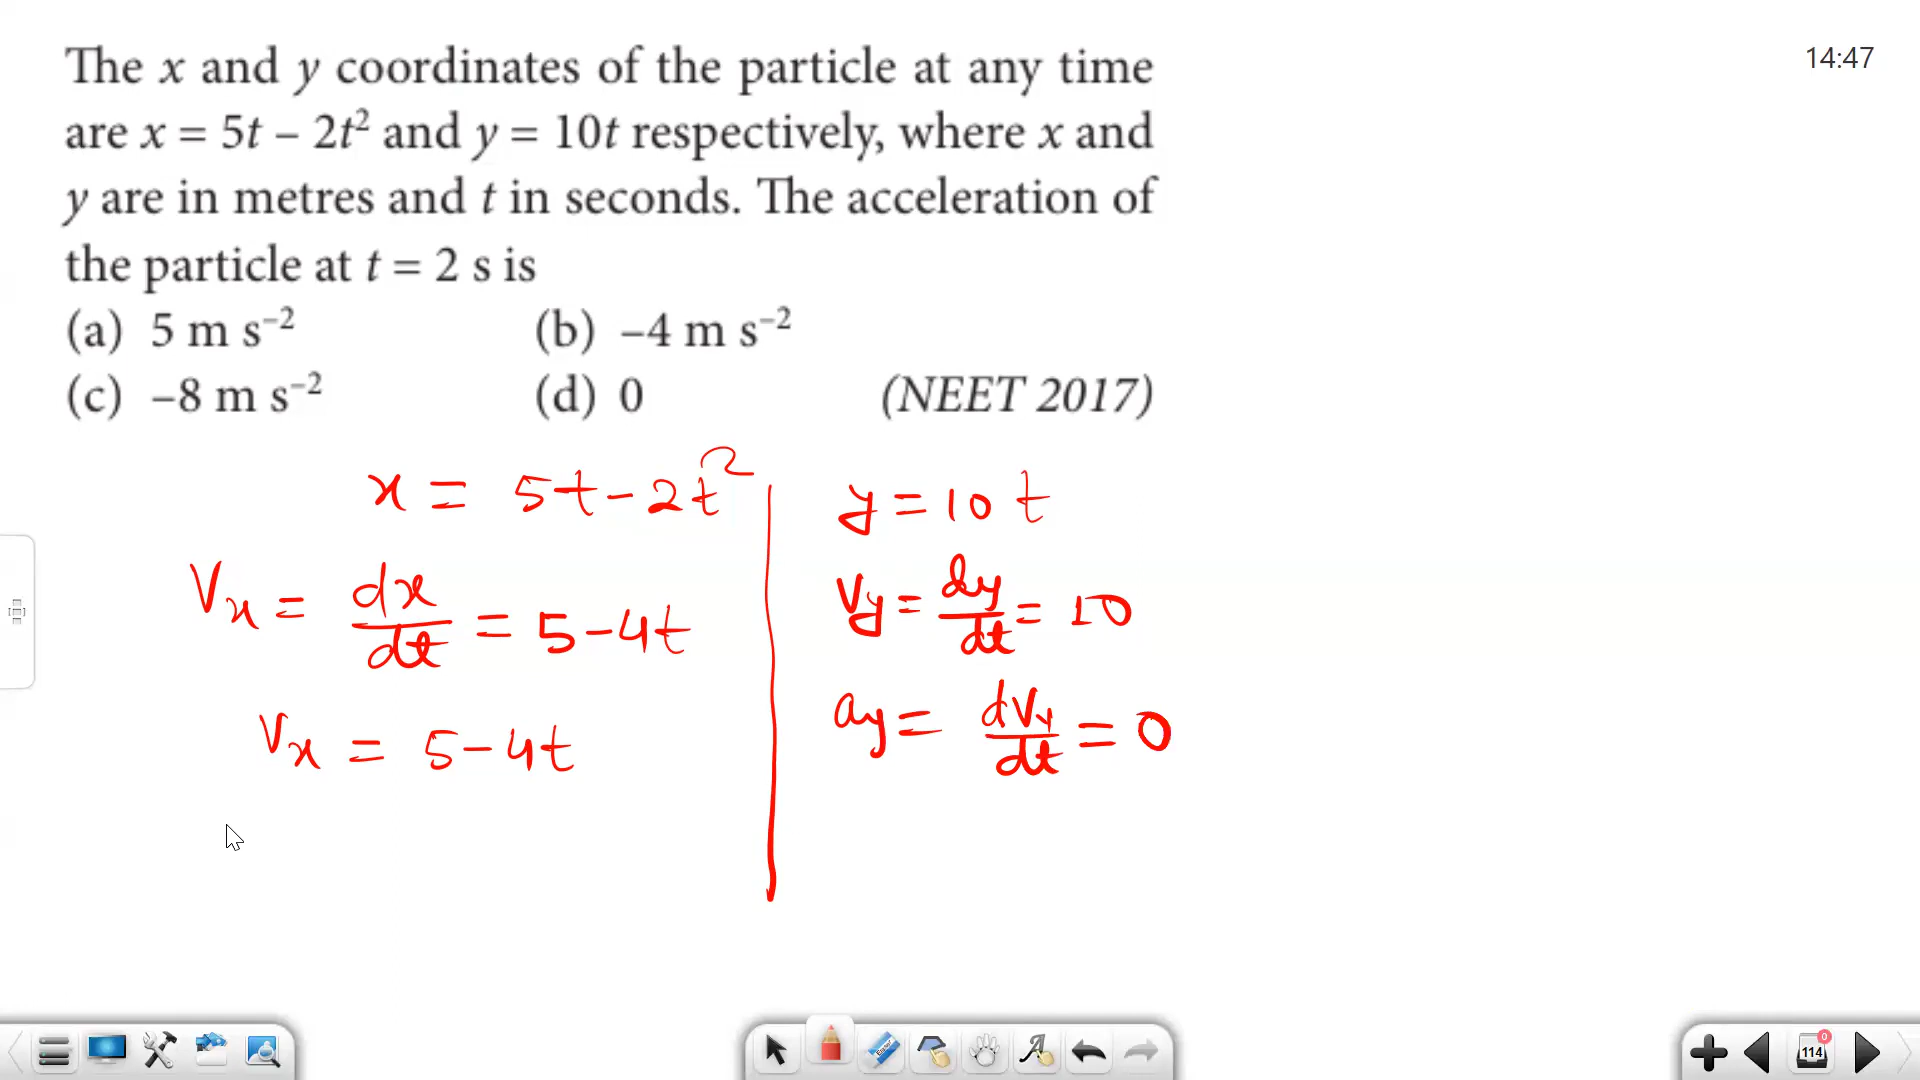 14:47
The x and y coordinates of the particle at any time
are x = 5t – 2t² and y = 10t respectively, where x and
y are in metres and t in seconds. The acceleration of
the particle at t = 2 s is
(a) 5 m s⁻² (b) –4 m s⁻²
(c) –8 m s⁻² (d) 0 (NEET 2017)
x = 5t - 2t²
Vx = dx/dt = 5 - 4t
Vx = 5 - 4t
y = 10 t
Vy = dy/dt = 10
ay = dVy/dt = 0
Eraser
A
114
0